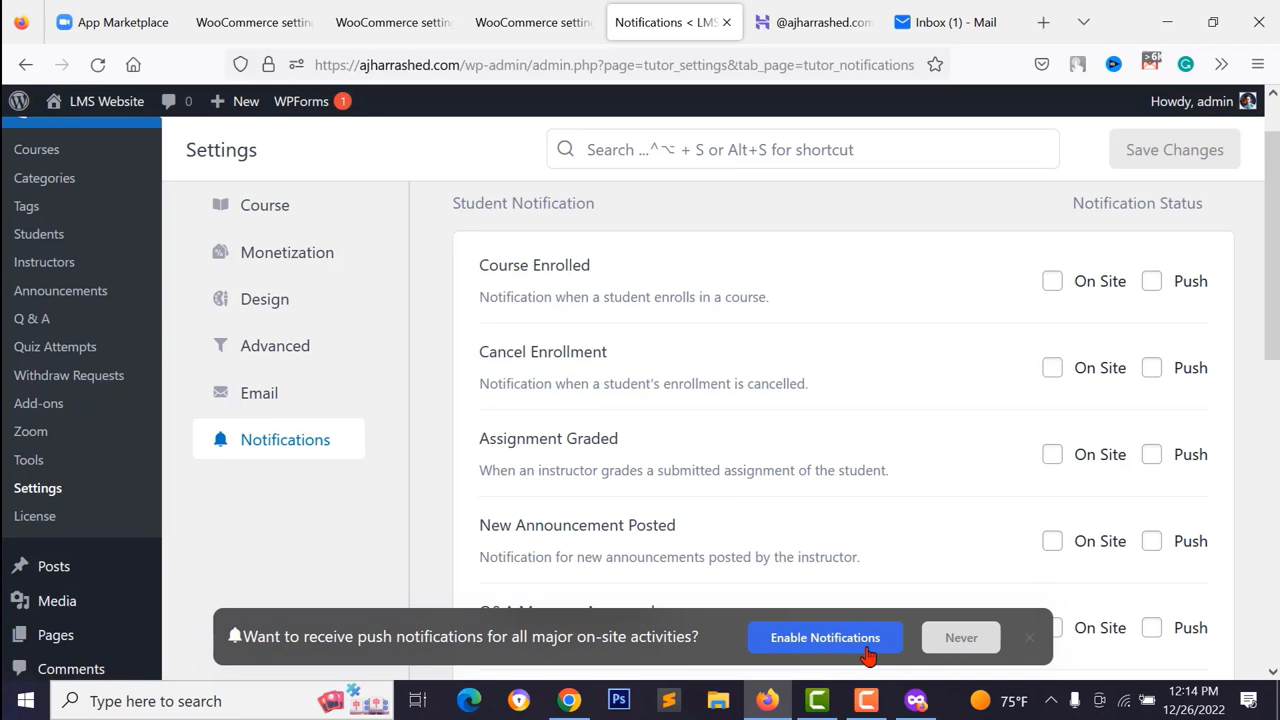 App Marketplace
WooCommerce settin
WooCommerce settin
WooCommerce settin
Notifications < LMS
@ajharrashed.com
Inbox (1) - Mail
https://ajharrashed.com/wp-admin/admin.php?page=tutor_settings&tab_page=tutor_notifications
LMS Website
0
New
WPForms 1
Howdy, admin
Courses
Categories
Tags
Students
Instructors
Announcements
Q & A
Quiz Attempts
Withdraw Requests
Add-ons
Zoom
Tools
Settings
License
Posts
Media
Pages
Comments
Settings
Search ...^⌥ + S or Alt+S for shortcut
Save Changes
Course
Monetization
Design
Advanced
Email
Notifications
Student Notification
Notification Status
Course Enrolled
Notification when a student enrolls in a course.
On Site Push
Cancel Enrollment
Notification when a student's enrollment is cancelled.
On Site Push
Assignment Graded
When an instructor grades a submitted assignment of the student.
On Site Push
New Announcement Posted
Notification for new announcements posted by the instructor.
On Site Push
On Site Push
Want to receive push notifications for all major on-site activities?
Enable Notifications
Never
Type here to search
Ps
75°F
12:14 PM
12/26/2022